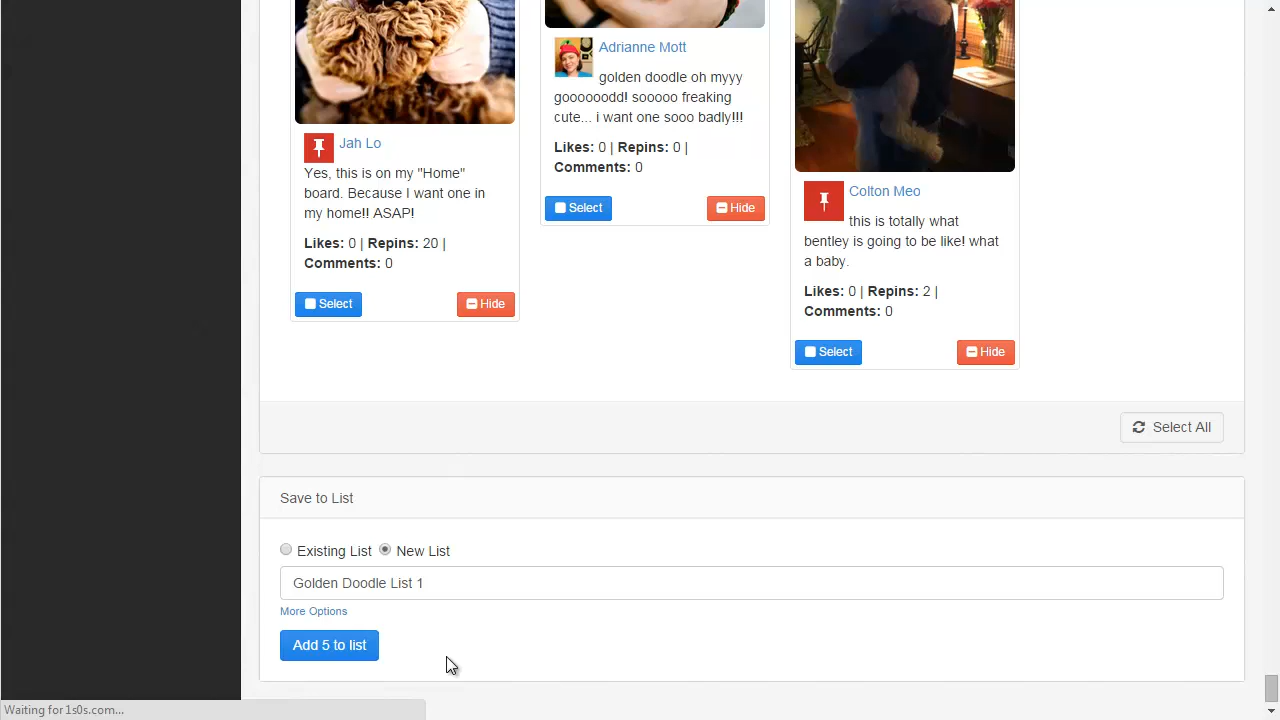 Jah Lo
Yes, this is on my "Home"
board. Because I want one in
my home!! ASAP!
Likes: 0 | Repins: 20 |
Comments: 0
Select
Hide
Adrianne Mott
golden doodle oh myyy
goooooodd! sooooo freaking
cute... i want one sooo badly!!!
Likes: 0 | Repins: 0 |
Comments: 0
Select
Hide
Colton Meo
this is totally what
bentley is going to be like! what
a baby.
Likes: 0 | Repins: 2 |
Comments: 0
Select
Hide
Select All
Save to List
Existing List New List
Golden Doodle List 1
More Options
Add 5 to list
Waiting for 1s0s.com...